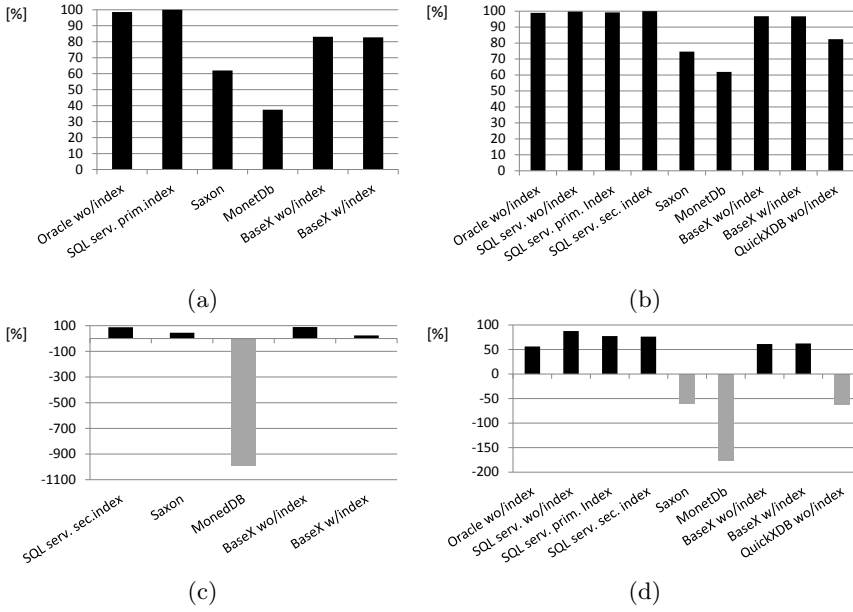 [%]
100
90
80
70
60
50
40
30
20
10
0
Oracle wo/index
SQL serv. prim.index
Saxon
MonetDb
BaseX wo/index
BaseX w/index
(a)
[%]
100
90
80
70
60
50
40
30
20
10
0
Oracle wo/index
SQL serv. wo/index
SQL serv. prim. Index
SQL serv. sec. index
Saxon
MonetDb
BaseX wo/index
BaseX w/index
QuickXDB wo/index
(b)
[%]
100
-100
-300
-500
-700
-900
-1100
SQL serv. sec.index
Saxon
MonedDB
BaseX wo/index
BaseX w/index
(c)
[%]
100
50
0
-50
-100
-150
-200
Oracle wo/index
SQL serv. wo/index
SQL serv. prim. Index
SQL serv. sec. index
Saxon
MonetDb
BaseX wo/index
BaseX w/index
QuickXDB wo/index
(d)